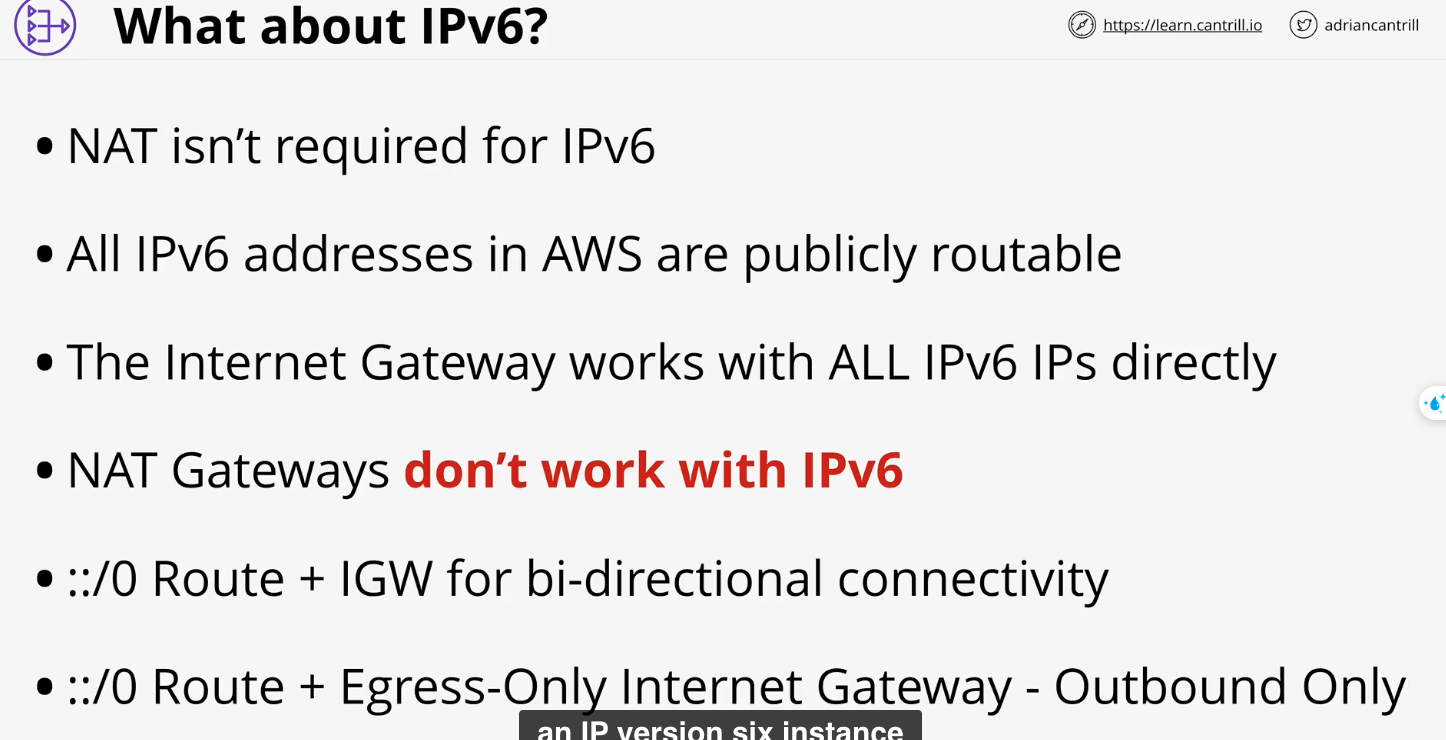 What about IPv6?
https://learn.cantrill.io
adriancantrill
• NAT isn’t required for IPv6
• All IPv6 addresses in AWS are publicly routable
• The Internet Gateway works with ALL IPv6 IPs directly
• NAT Gateways don’t work with IPv6
• ::/0 Route + IGW for bi-directional connectivity
• ::/0 Route + Egress-Only Internet Gateway - Outbound Only
an IP version six instance